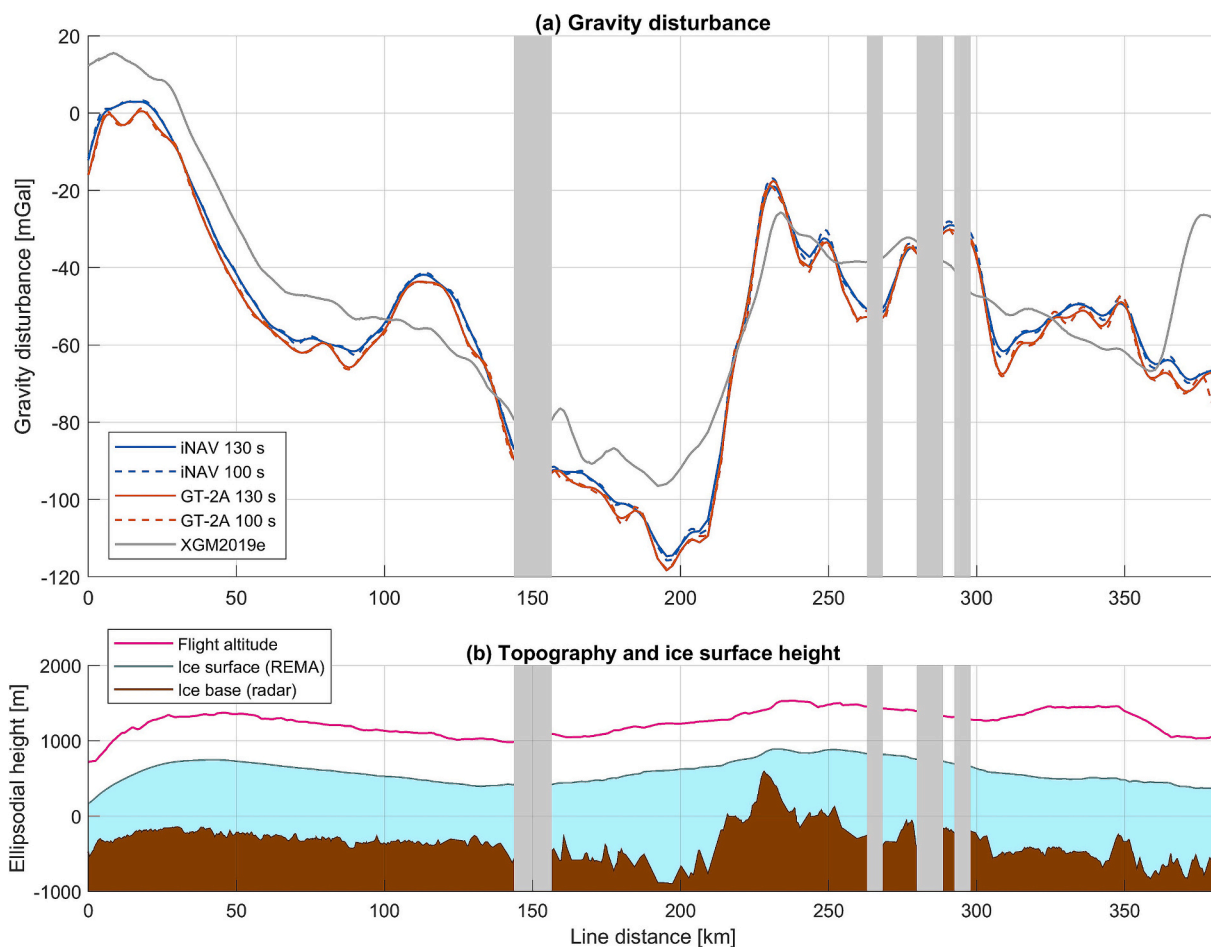 (a) Gravity disturbance
20
0
-20
-40
-60
-80
-100
-120
Gravity disturbance [mGal]
iNAV 130 s
iNAV 100 s
GT-2A 130 s
GT-2A 100 s
XGM2019e
0 50 100 150 200 250 300 350
Flight altitude
Ice surface (REMA)
Ice base (radar)
(b) Topography and ice surface height
2000
1000
0
-1000
Ellipsodial height [m]
0 50 100 150 200 250 300 350
Line distance [km]